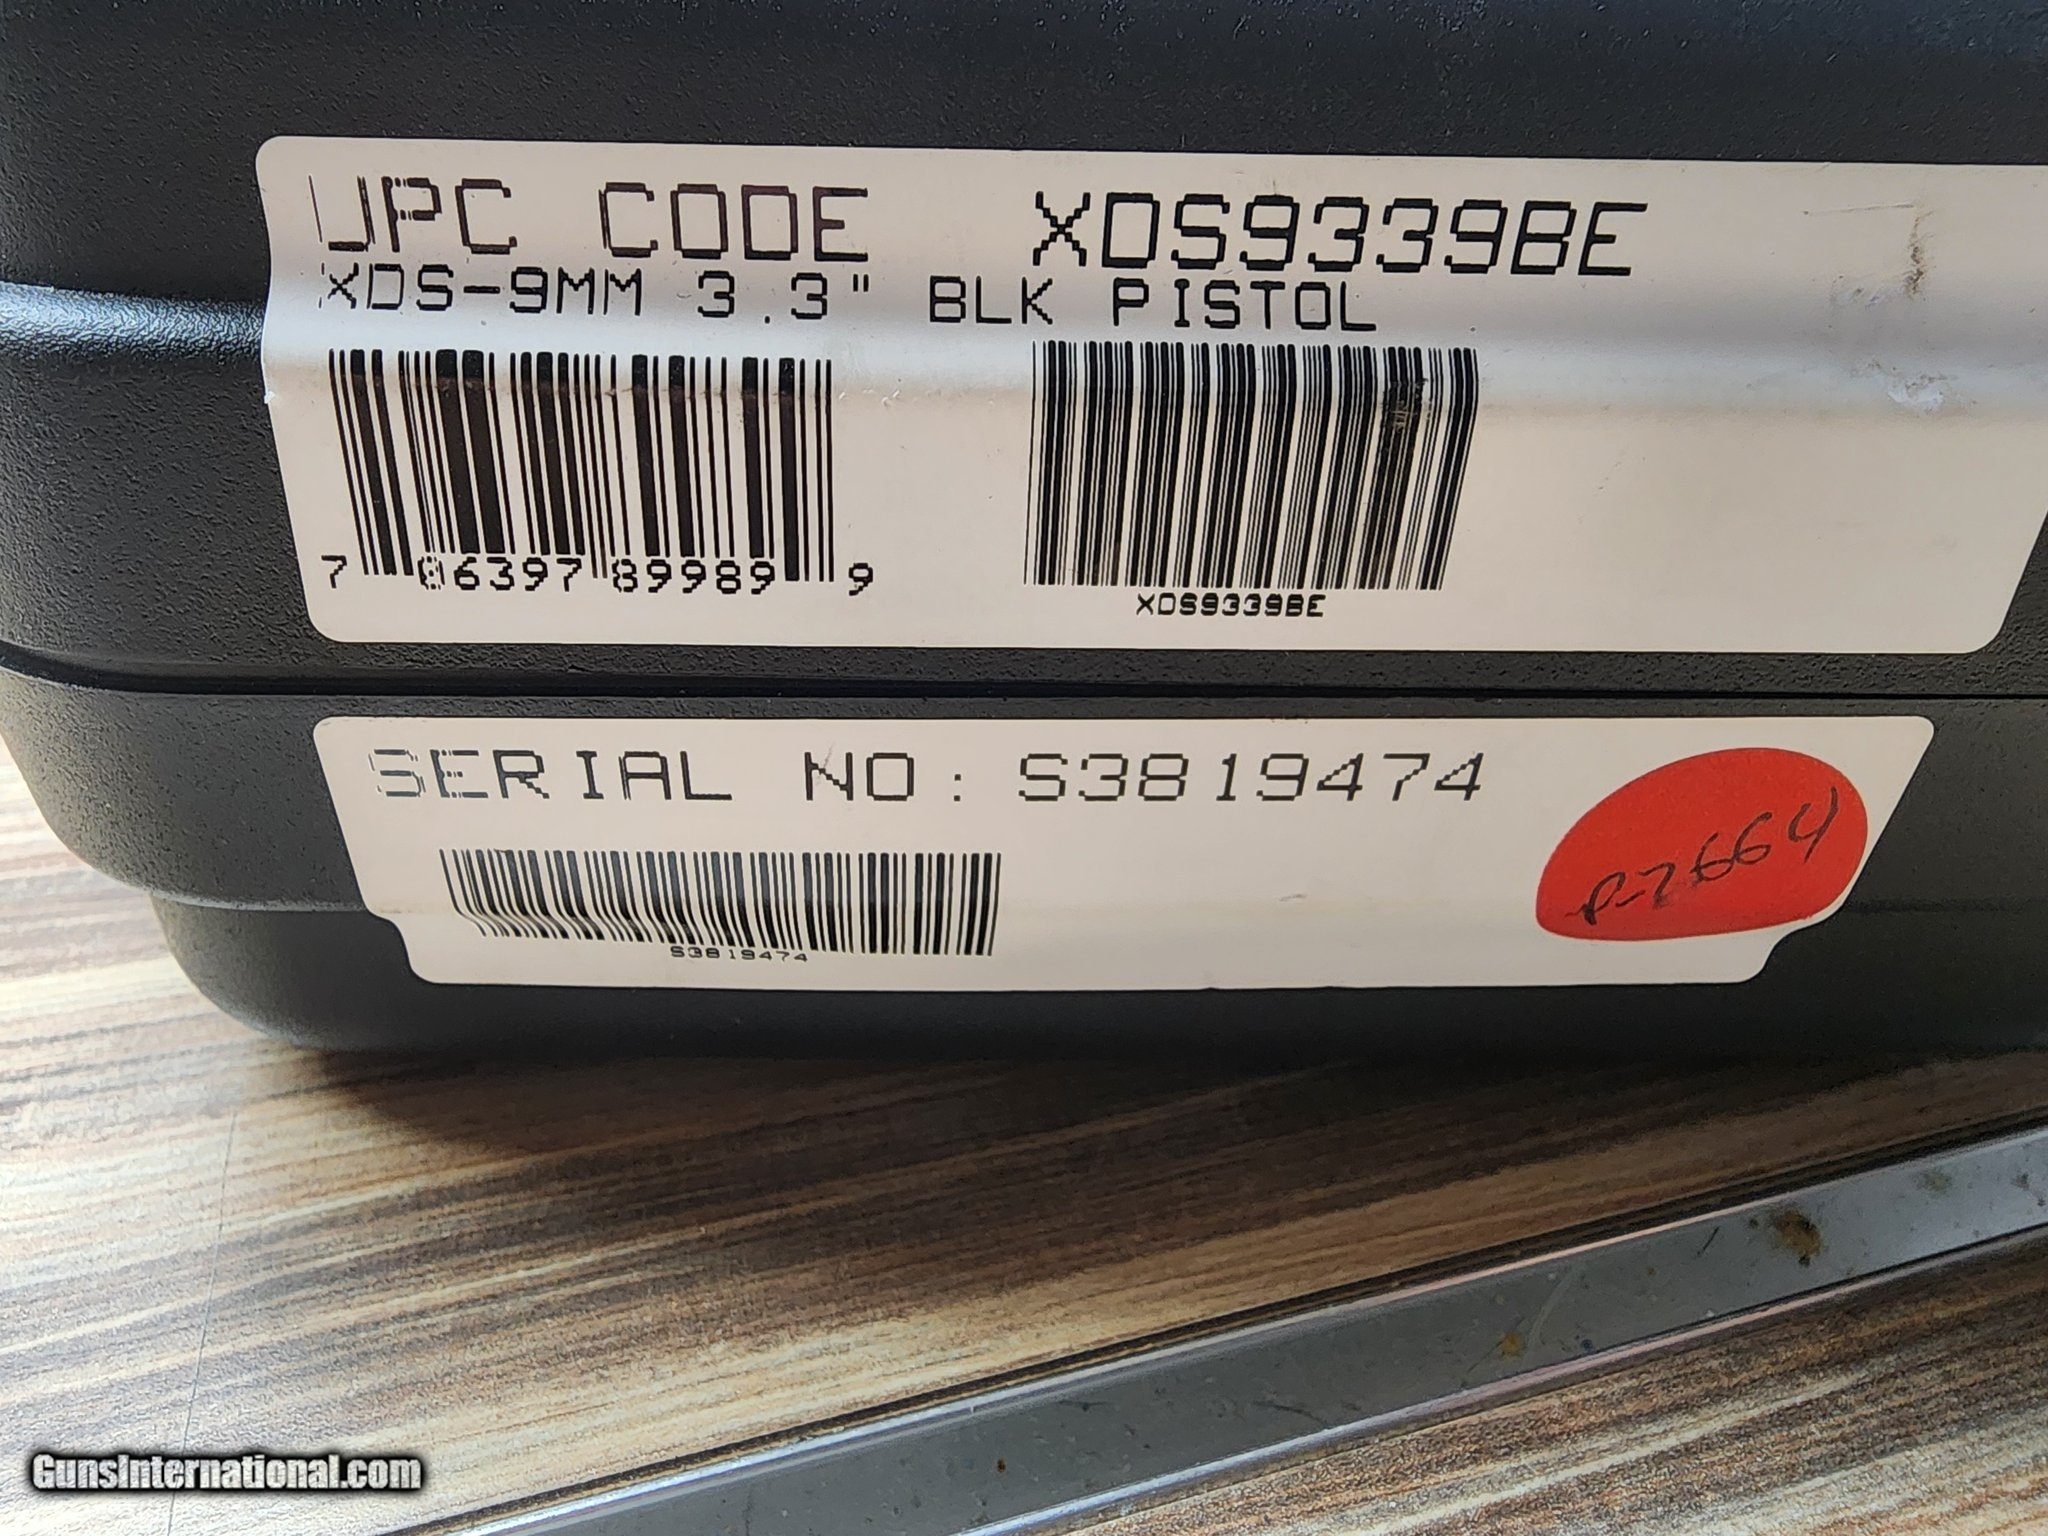 UPC CODE XDS9339BE
XDS-9MM 3.3" BLK PISTOL
7 06397 89989 9
XDS9339BE
SERIAL NO: S3819474
S3819474
P-2664
GunsInternational.com